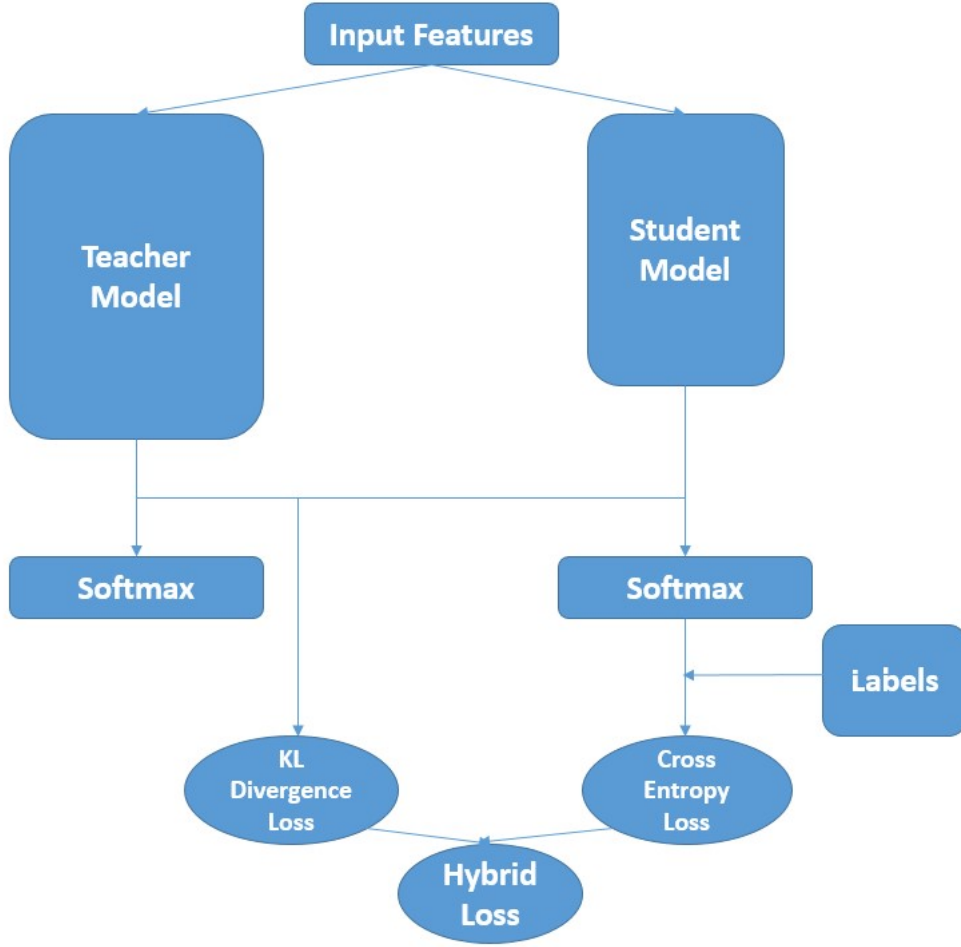 Input Features
Teacher
Model
Student
Model
Softmax
Softmax
Labels
KL
Divergence
Loss
Cross
Entropy
Loss
Hybrid
Loss